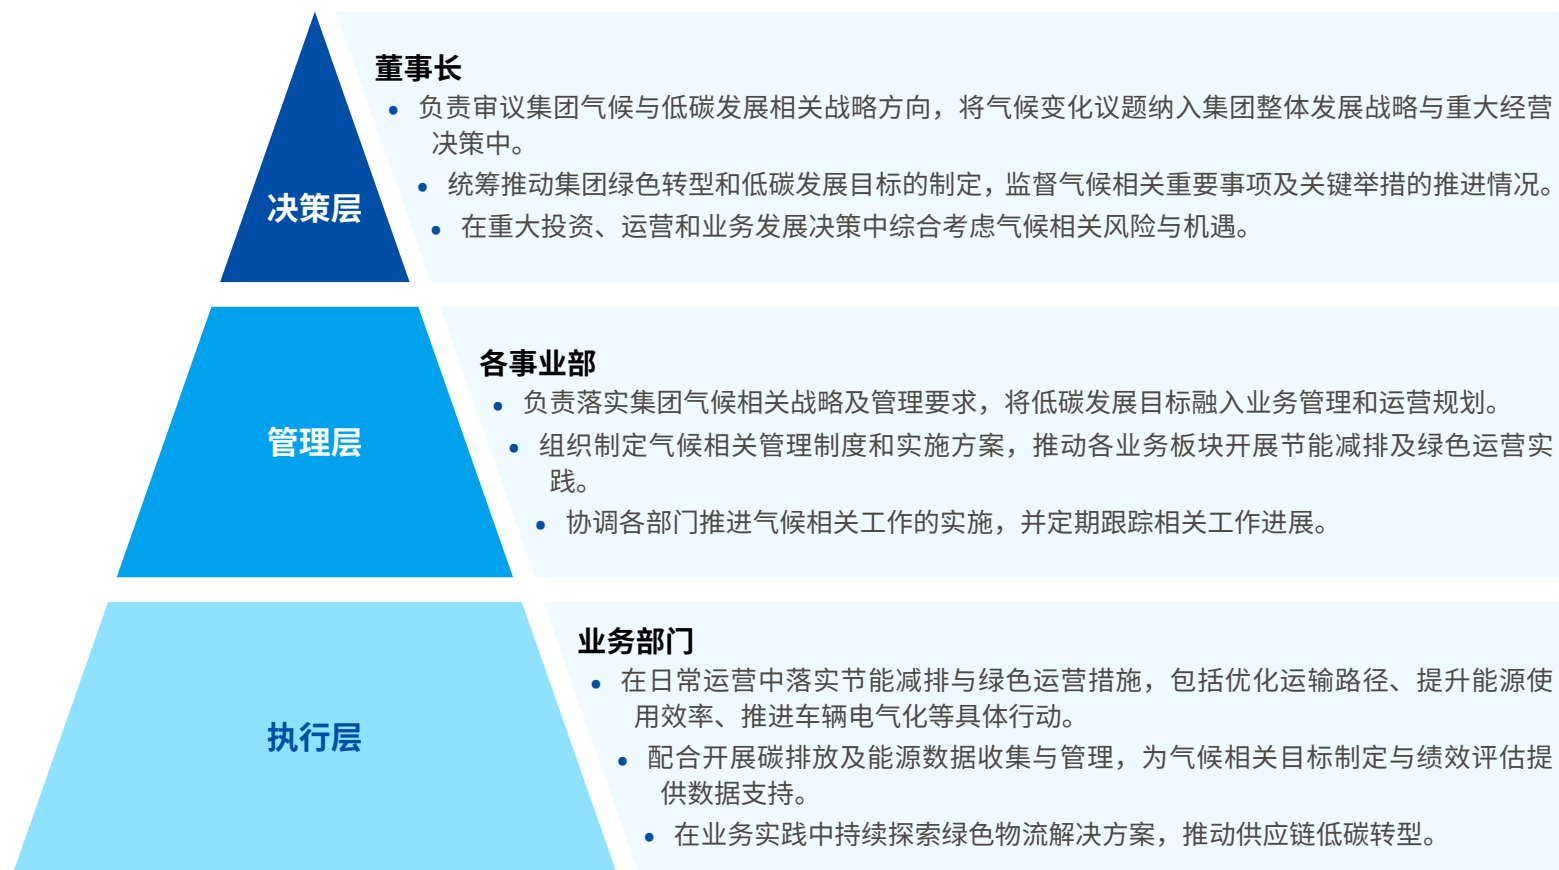 董事长
• 负责审议集团气候与低碳发展相关战略方向，将气候变化议题纳入集团整体发展战略与重大经营
决策中。
• 统筹推动集团绿色转型和低碳发展目标的制定，监督气候相关重要事项及关键举措的推进情况。
决策层
• 在重大投资、运营和业务发展决策中综合考虑气候相关风险与机遇。
各事业部
• 负责落实集团气候相关战略及管理要求，将低碳发展目标融入业务管理和运营规划。
管理层
• 组织制定气候相关管理制度和实施方案，推动各业务板块开展节能减排及绿色运营实
践。
• 协调各部门推进气候相关工作的实施，并定期跟踪相关工作进展。
业务部门
• 在日常运营中落实节能减排与绿色运营措施，包括优化运输路径、提升能源使
用效率、推进车辆电气化等具体行动。
执行层
• 配合开展碳排放及能源数据收集与管理，为气候相关目标制定与绩效评估提
供数据支持。
• 在业务实践中持续探索绿色物流解决方案，推动供应链低碳转型。